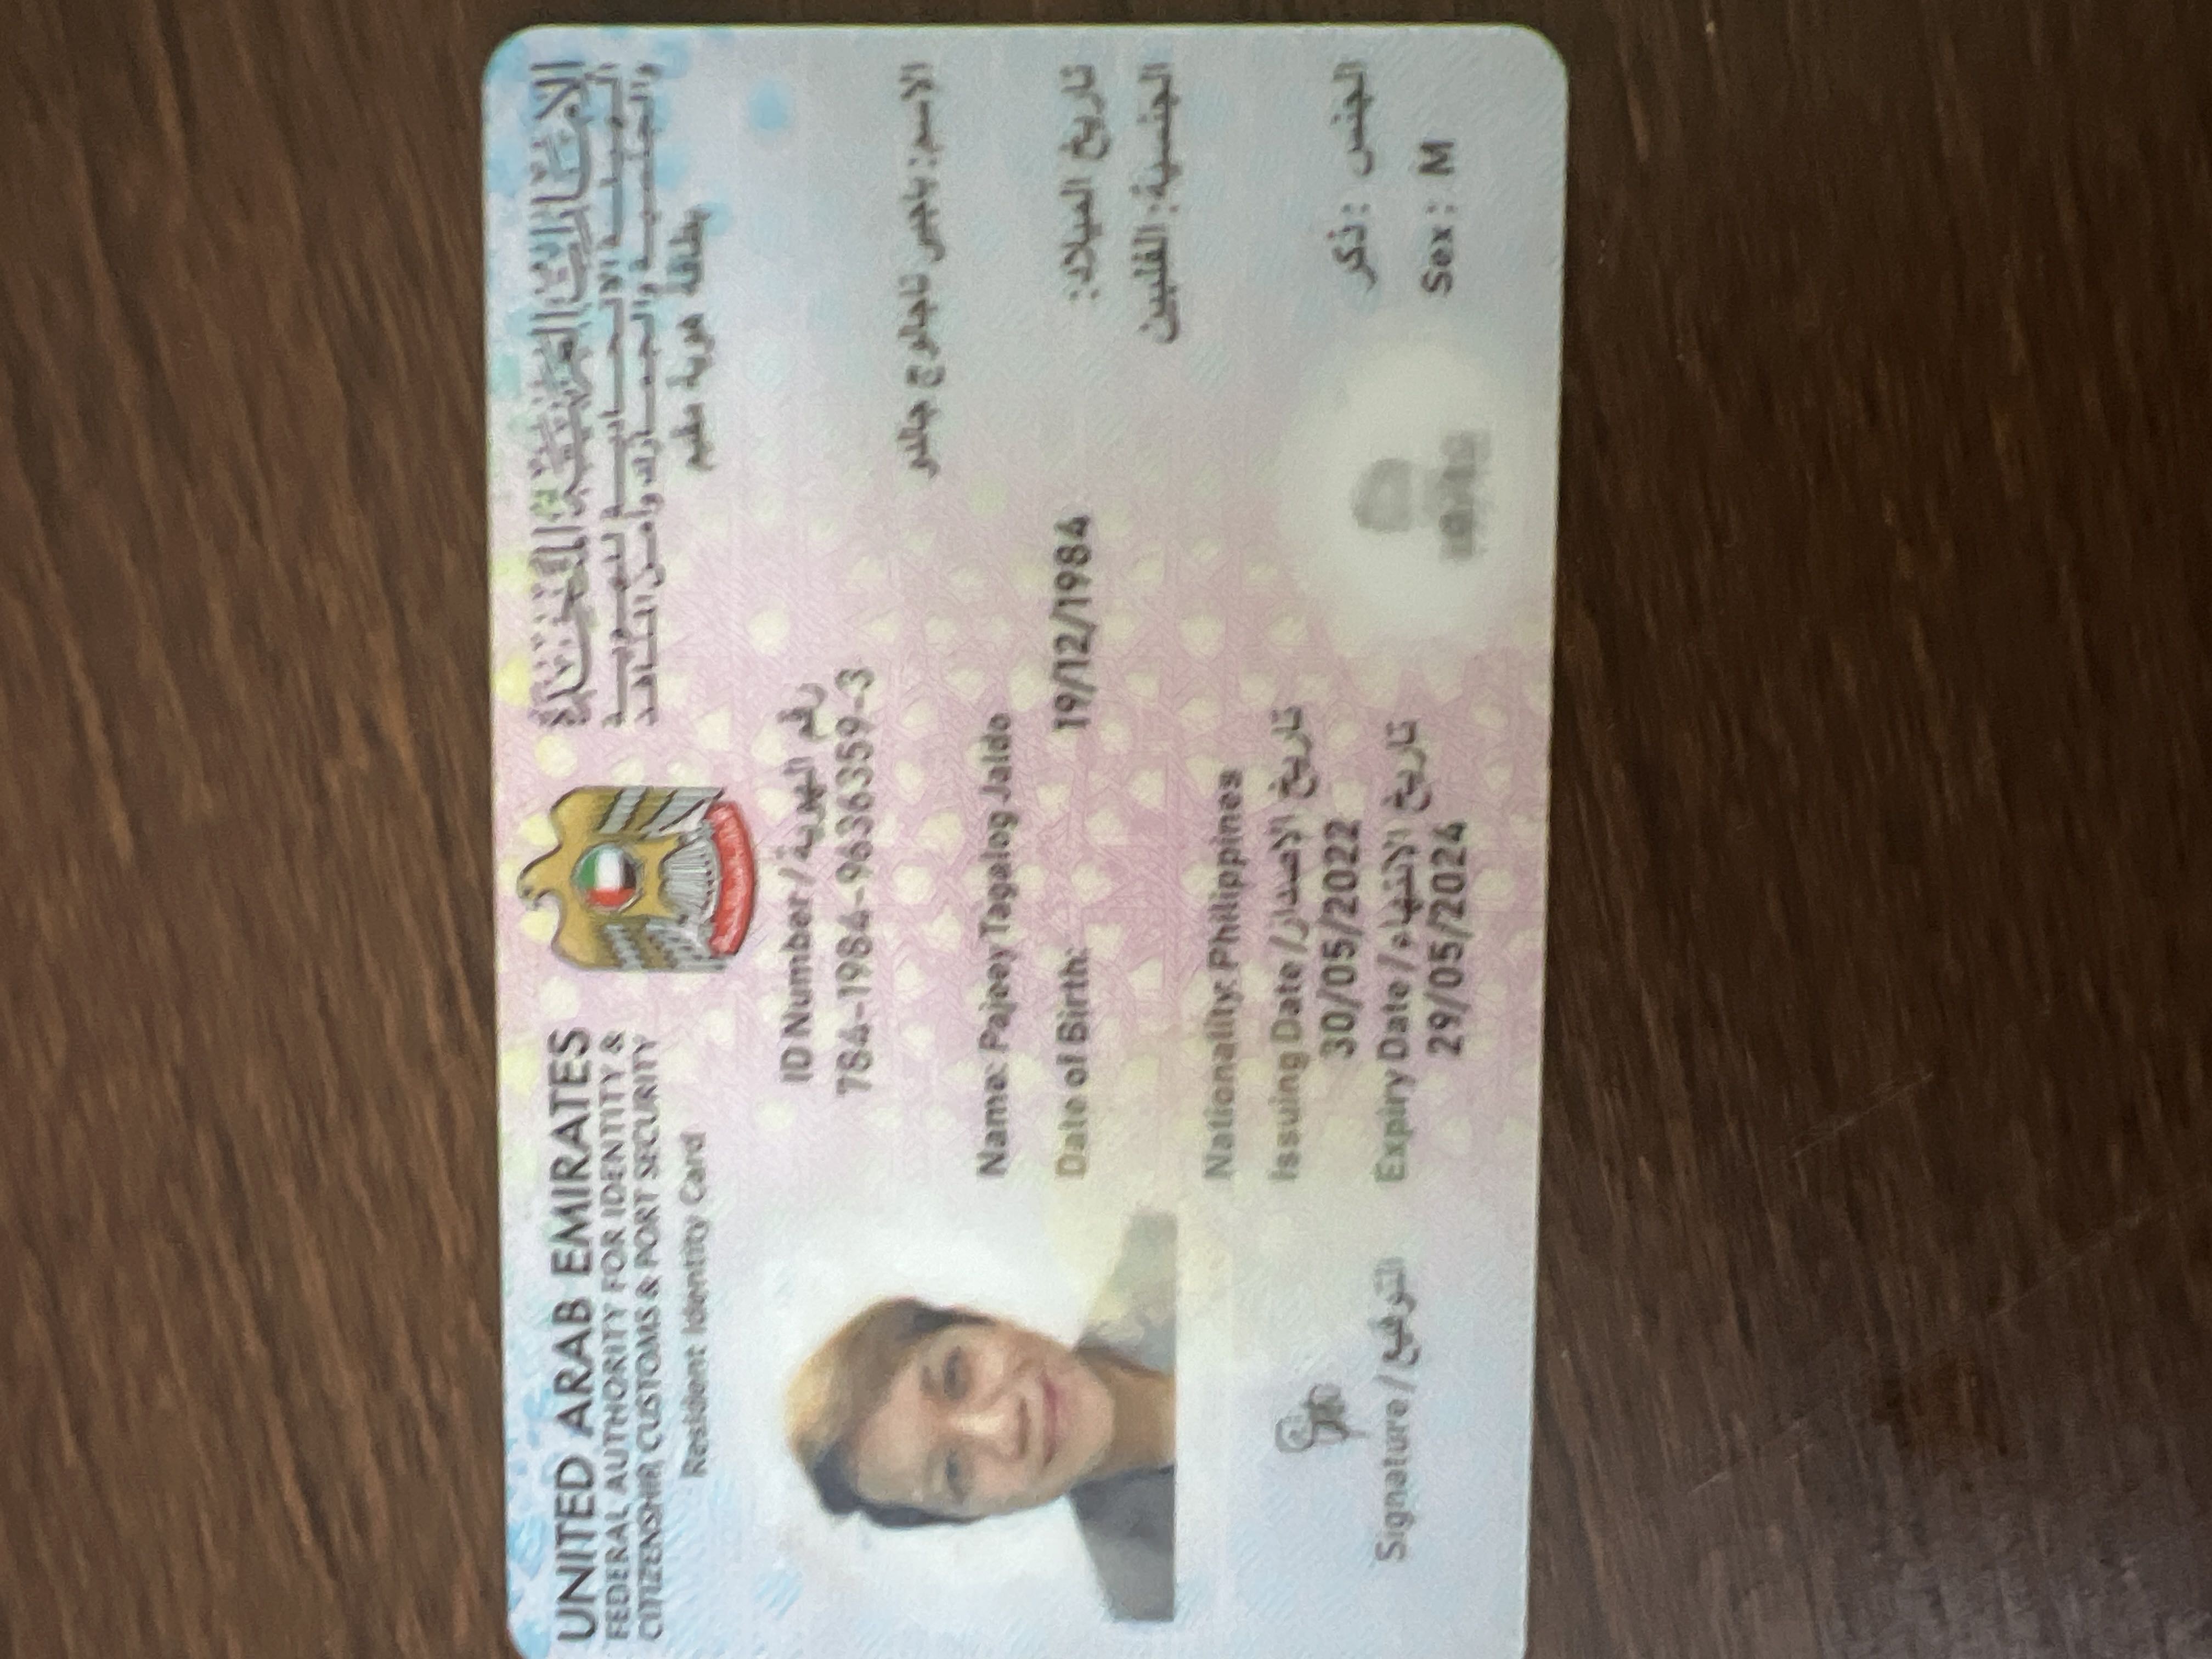 UNITED ARAB EMIRATES
FEDERAL AUTHORITY FOR IDENTITY &
CITIZENSHIP, CUSTOMS & PORT SECURITY
Resident Identity Card
الإمارات العربية المتحدة
الهيئة الاتحادية للهوية
والجنسية والجمارك وأمن المنافذ
بطاقة هوية مقيم
ID Number / رقم الهوية
784-1984-9636359-3
الاسم: باجيي تاجالوج جالدو
Name: Pajeey Tagalog Jaldo
Date of Birth: 19/12/1984 تاريخ الميلاد:
الجنسية: الفلبين
Nationality: Philippines
Issuing Date / تاريخ الإصدار
30/05/2022
Expiry Date / تاريخ الانتهاء
29/05/2024
Signature / التوقيع
الجنس : ذكر
Sex : M